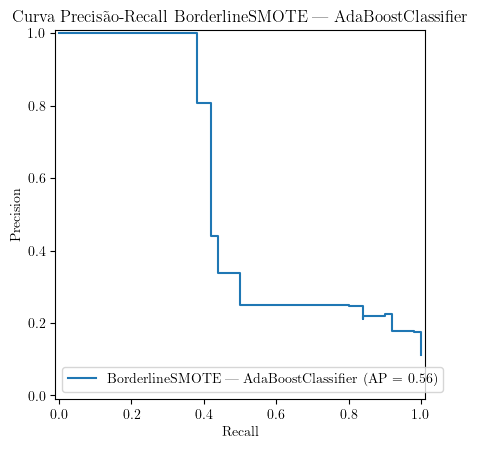 Curva Precisão-Recall BorderlineSMOTE — AdaBoostClassifier
1.0
0.8
0.6
0.4
0.2
0.0
Precision
BorderlineSMOTE — AdaBoostClassifier (AP = 0.56)
0.0 0.2 0.4 0.6 0.8 1.0
Recall